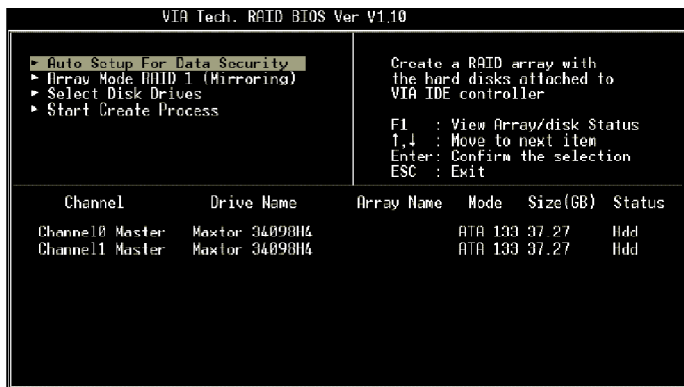 VIA Tech. RAID BIOS Ver V1.10
► Auto Setup For Data Security
► Array Mode RAID 1 (Mirroring)
► Select Disk Drives
► Start Create Process
Create a RAID array with
the hard disks attached to
VIA IDE controller
F1 : View Array/disk Status
↑,↓ : Move to next item
Enter: Confirm the selection
ESC : Exit
Channel Drive Name Array Name Mode Size(GB) Status
Channel0 Master Maxtor 34098H4 ATA 133 37.27 Hdd
Channel1 Master Maxtor 34098H4 ATA 133 37.27 Hdd